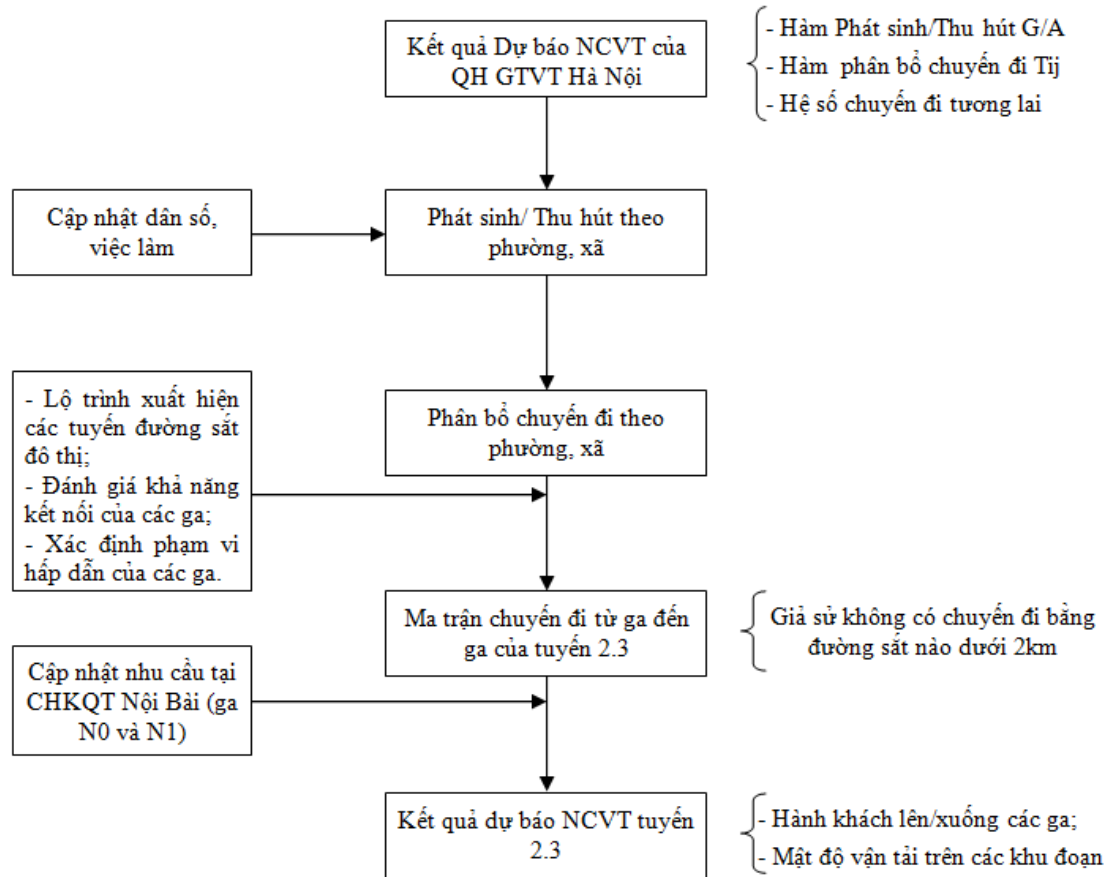 Kết quả Dự báo NCVT của
QH GTVT Hà Nội
- Hàm Phát sinh/Thu hút G/A
- Hàm phân bổ chuyến đi Tij
- Hệ số chuyến đi tương lai
Cập nhật dân số,
việc làm
Phát sinh/ Thu hút theo
phường, xã
- Lộ trình xuất hiện
các tuyến đường sắt
đô thị;
- Đánh giá khả năng
kết nối của các ga;
- Xác định phạm vi
hấp dẫn của các ga.
Phân bổ chuyến đi theo
phường, xã
Ma trận chuyến đi từ ga đến
ga của tuyến 2.3
Giả sử không có chuyến đi bằng
đường sắt nào dưới 2km
Cập nhật nhu cầu tại
CHKQT Nội Bài (ga
N0 và N1)
Kết quả dự báo NCVT tuyến
2.3
- Hành khách lên/xuống các ga;
- Mật độ vận tải trên các khu đoạn